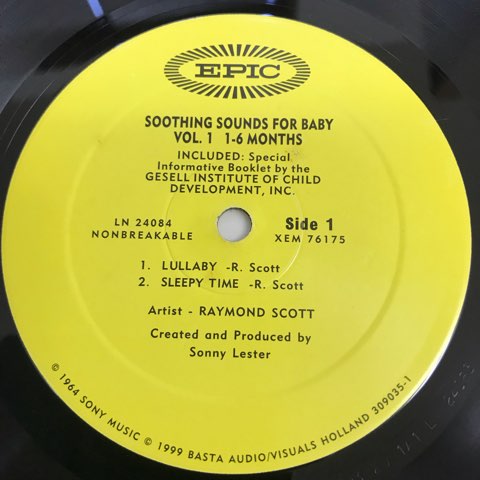 EPIC
SOOTHING SOUNDS FOR BABY
VOL. 1 1-6 MONTHS
INCLUDED: Special
Informative Booklet by the
GESELL INSTITUTE OF CHILD
DEVELOPMENT, INC.
LN 24084
NONBREAKABLE
Side 1
XEM 76175
1. LULLABY -R. Scott
2. SLEEPY TIME -R. Scott
Artist - RAYMOND SCOTT
Created and Produced by
Sonny Lester
© 1964 SONY MUSIC © 1999 BASTA AUDIO/VISUALS HOLLAND 309035-1